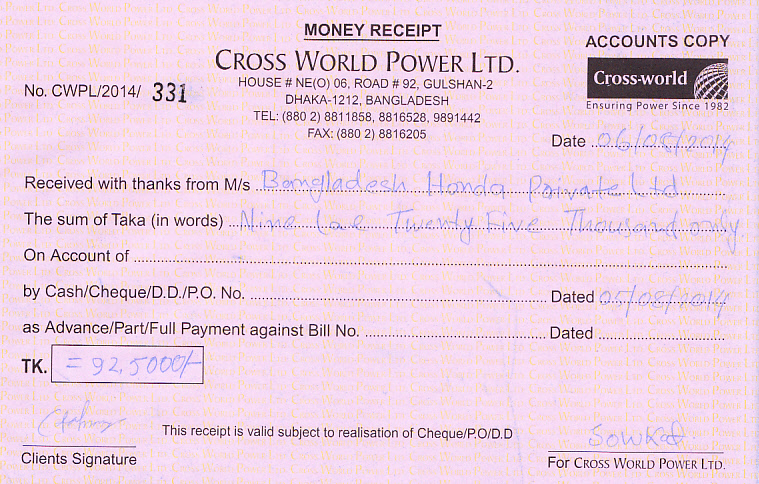 MONEY RECEIPT
ACCOUNTS COPY
CROSS WORLD POWER LTD.
Cross-world
Ensuring Power Since 1982
No. CWPL/2014/ 331
HOUSE # NE(O) 06, ROAD # 92, GULSHAN-2
DHAKA-1212, BANGLADESH
TEL: (880 2) 8811858, 8816528, 9891442
FAX: (880 2) 8816205
Date 06/08/2014
Received with thanks from M/s Bangladesh Honda Private Ltd
The sum of Taka (in words) Nine Lac Twenty Five Thousand only
On Account of
by Cash/Cheque/D.D./P.O. No. Dated 05/08/2014
as Advance/Part/Full Payment against Bill No. Dated
TK. = 92,5000/-
This receipt is valid subject to realisation of Cheque/P.O/D.D
Clients Signature
For CROSS WORLD POWER LTD.